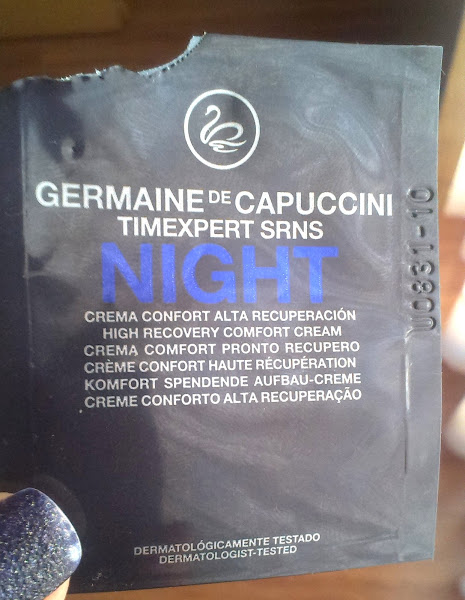 GERMAINE DE CAPUCCINI
TIMEXPERT SRNS
NIGHT
CREMA CONFORT ALTA RECUPERACIÓN
HIGH RECOVERY COMFORT CREAM
CREMA COMFORT PRONTO RECUPERO
CRÈME CONFORT HAUTE RÉCUPÉRATION
KOMFORT SPENDENDE AUFBAU-CREME
CREME CONFORTO ALTA RECUPERAÇÃO
DERMATOLÓGICAMENTE TESTADO
DERMATOLOGIST-TESTED
U0831-10